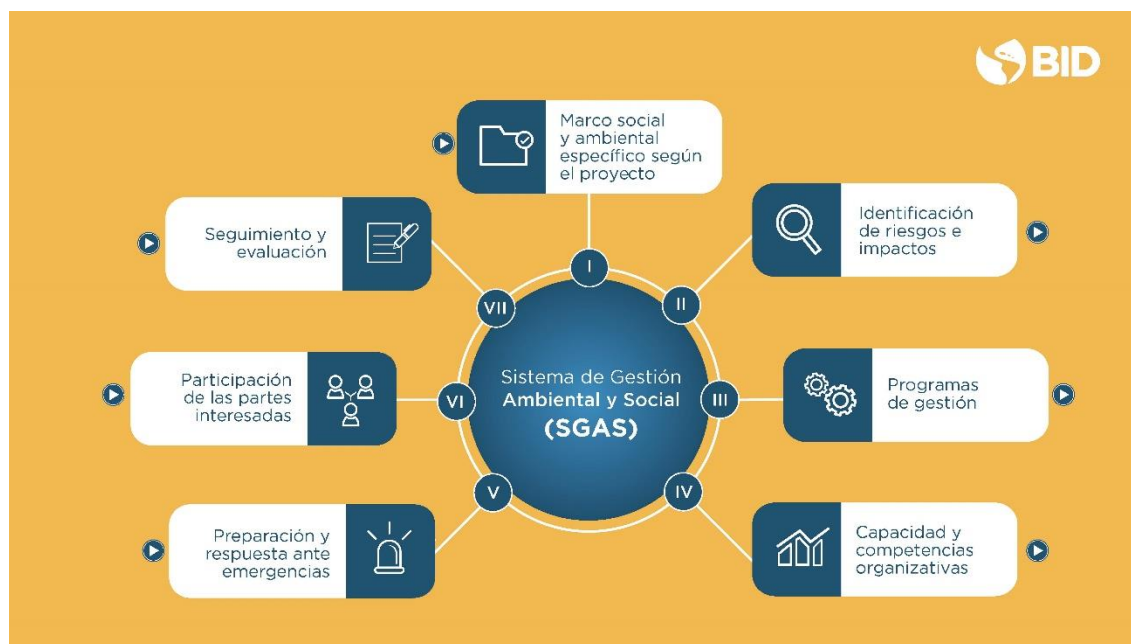 BID
Marco social
y ambiental
específico según
el proyecto
Identificación
de riesgos e
impactos
Programas
de gestión
Capacidad y
competencias
organizativas
Preparación y
respuesta ante
emergencias
Participación
de las partes
interesadas
Seguimiento y
evaluación
I
II
III
IV
V
VI
VII
Sistema de Gestión
Ambiental y Social
(SGAS)